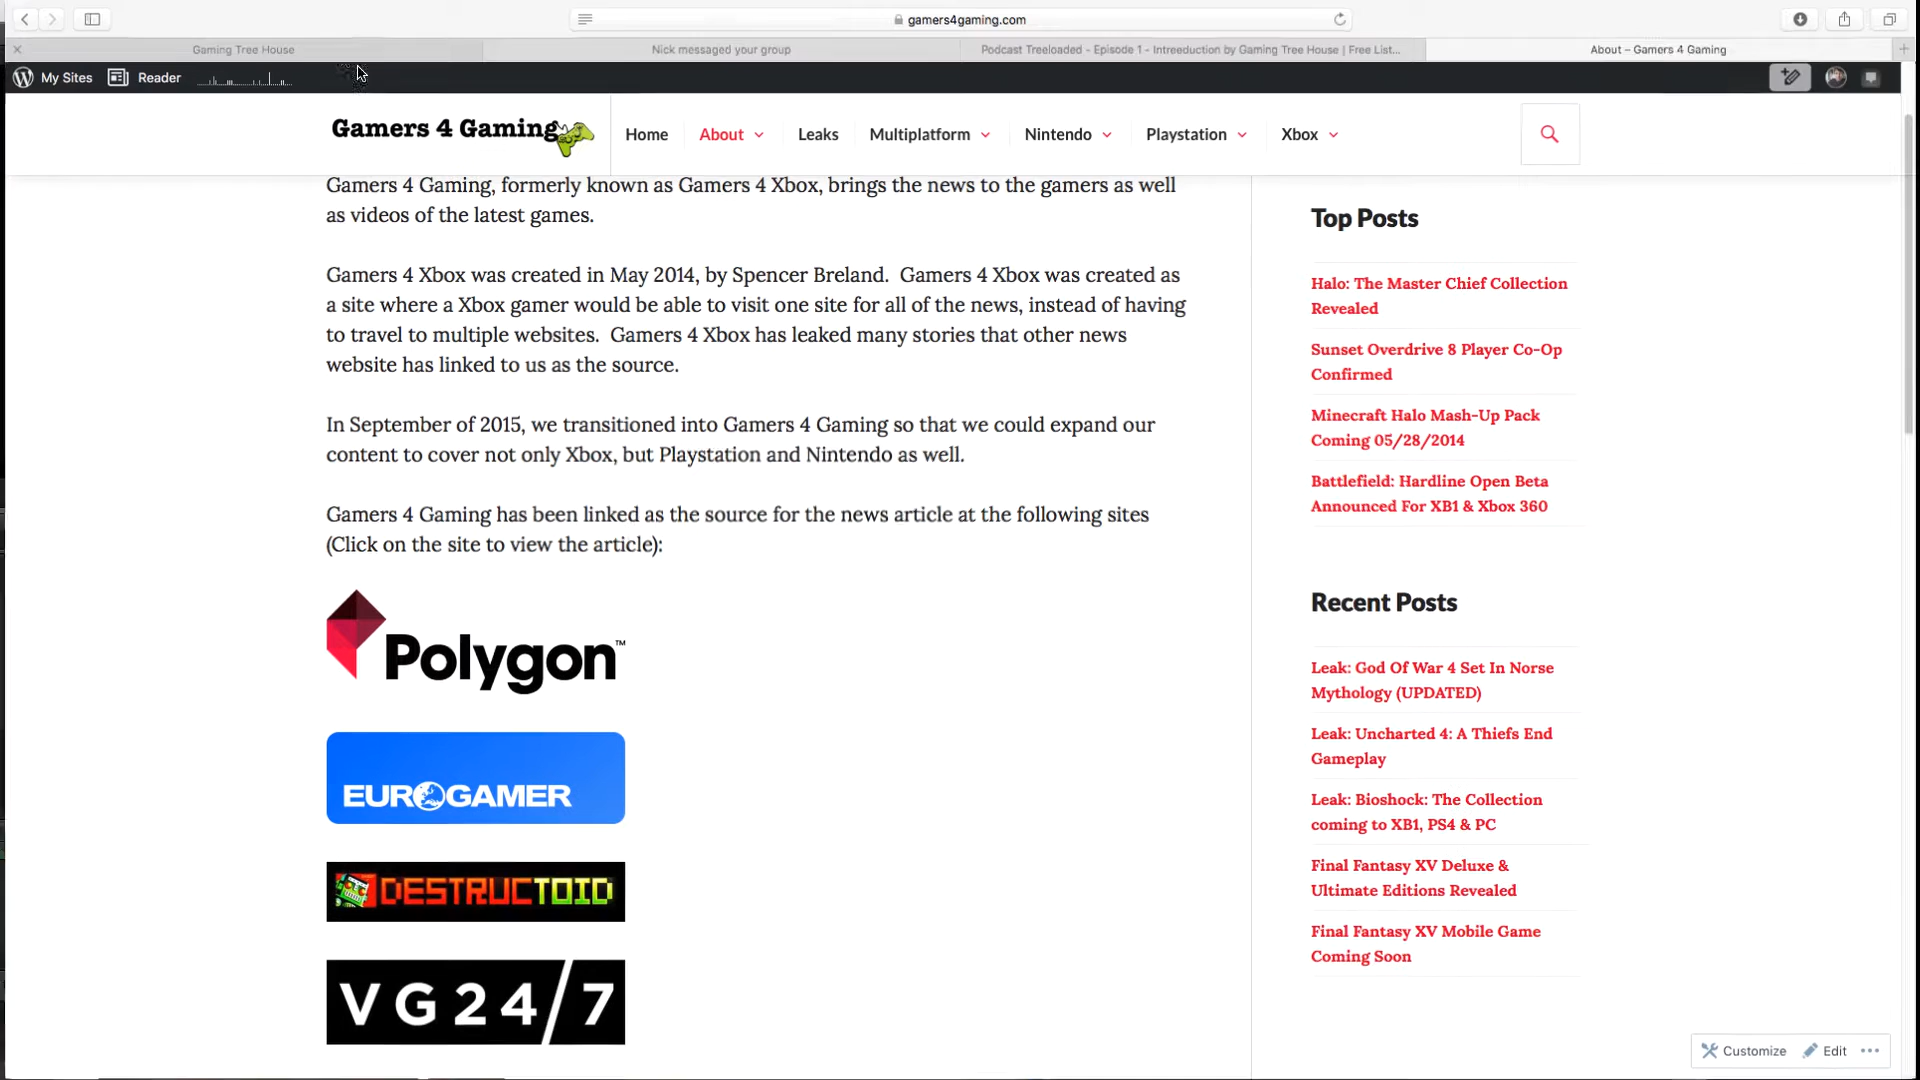 gamers4gaming.com
Gaming Tree House
Nick messaged your group
Podcast Treeloaded - Episode 1 - Intreeduction by Gaming Tree House | Free List...
About – Gamers 4 Gaming
My Sites
Reader
Gamers 4 Gaming
Home
About
Leaks
Multiplatform
Nintendo
Playstation
Xbox
Gamers 4 Gaming, formerly known as Gamers 4 Xbox, brings the news to the gamers as well
as videos of the latest games.
Gamers 4 Xbox was created in May 2014, by Spencer Breland.  Gamers 4 Xbox was created as
a site where a Xbox gamer would be able to visit one site for all of the news, instead of having
to travel to multiple websites.  Gamers 4 Xbox has leaked many stories that other news
website has linked to us as the source.
In September of 2015, we transitioned into Gamers 4 Gaming so that we could expand our
content to cover not only Xbox, but Playstation and Nintendo as well.
Gamers 4 Gaming has been linked as the source for the news article at the following sites
(Click on the site to view the article):
Polygon™
EUROGAMER
DESTRUCTOID
VG24/7
Top Posts
Halo: The Master Chief Collection
Revealed
Sunset Overdrive 8 Player Co-Op
Confirmed
Minecraft Halo Mash-Up Pack
Coming 05/28/2014
Battlefield: Hardline Open Beta
Announced For XB1 & Xbox 360
Recent Posts
Leak: God Of War 4 Set In Norse
Mythology (UPDATED)
Leak: Uncharted 4: A Thiefs End
Gameplay
Leak: Bioshock: The Collection
coming to XB1, PS4 & PC
Final Fantasy XV Deluxe &
Ultimate Editions Revealed
Final Fantasy XV Mobile Game
Coming Soon
Customize
Edit